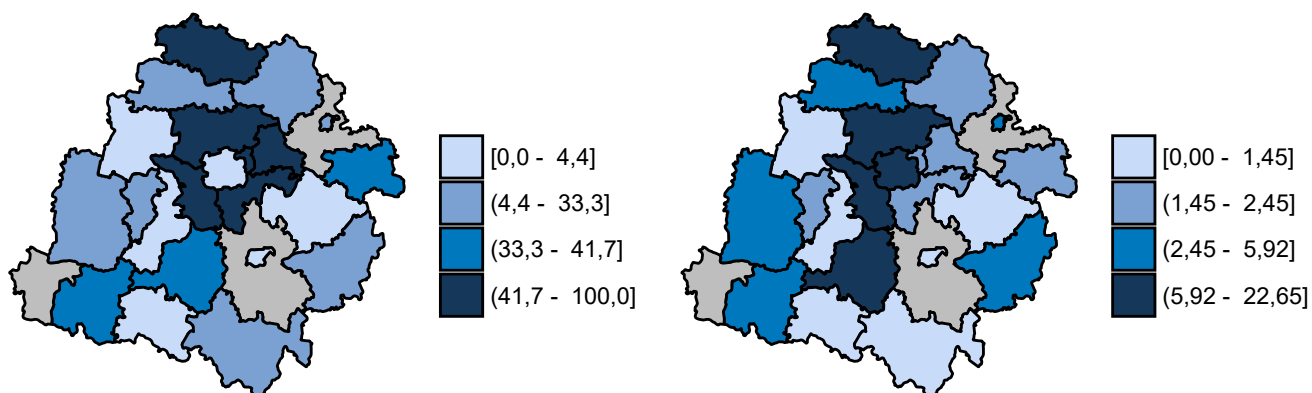 [0,0 - 4,4]
(4,4 - 33,3]
(33,3 - 41,7]
(41,7 - 100,0]
[0,00 - 1,45]
(1,45 - 2,45]
(2,45 - 5,92]
(5,92 - 22,65]